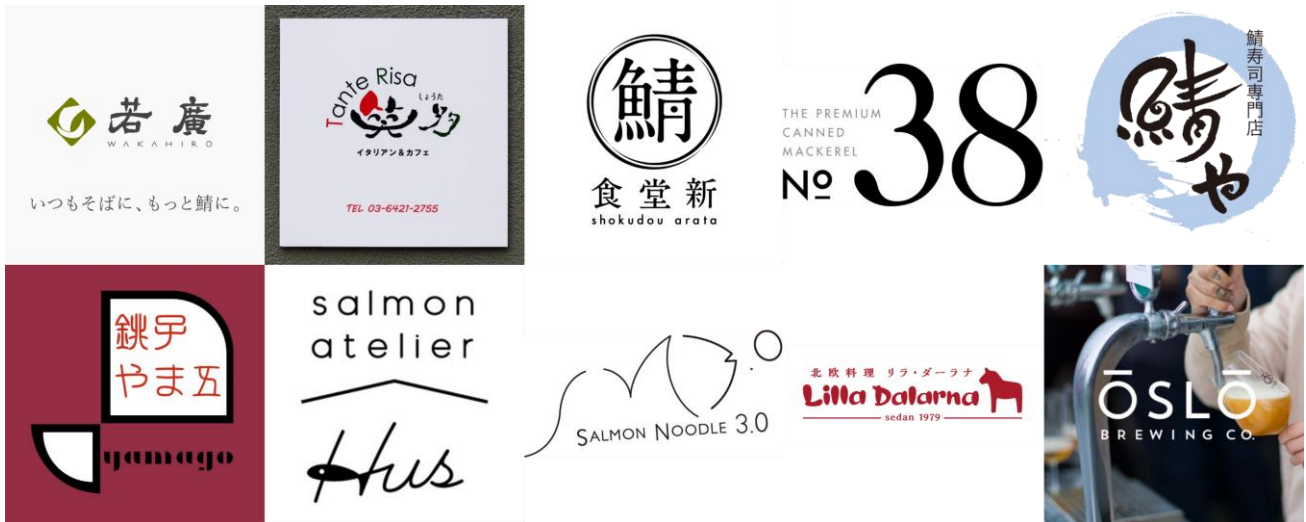 若廣
WAKAHIRO
いつもそばに、もっと鯖に。
Tante Risa
しょうた
笑多
イタリアン&カフェ
TEL 03-6421-2755
鯖
食堂新
shokudou arata
THE PREMIUM
CANNED
MACKEREL
Nº 38
鯖寿司専門店
鯖や
銚子
やま五
yamago
salmon
atelier
Hus
SALMON NOODLE 3.0
北欧料理 リラ・ダーラナ
Lilla Dalarna
sedan 1979
ŌSLŌ
BREWING CO.